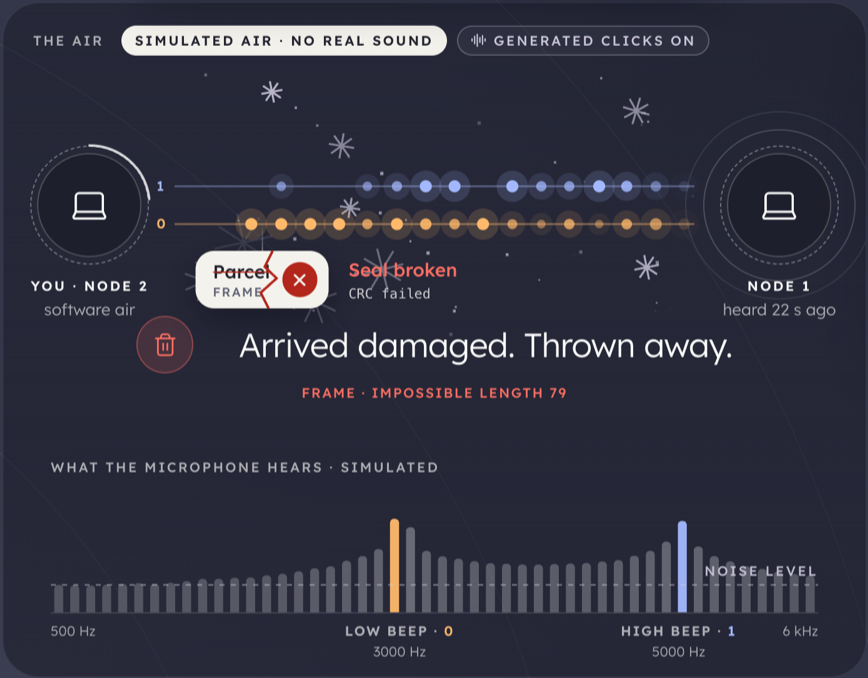 THE AIR
SIMULATED AIR · NO REAL SOUND
GENERATED CLICKS ON
1
0
YOU · NODE 2
software air
NODE 1
heard 22 s ago
Parcel
FRAME
Seal broken
CRC failed
Arrived damaged. Thrown away.
FRAME · IMPOSSIBLE LENGTH 79
WHAT THE MICROPHONE HEARS · SIMULATED
NOISE LEVEL
500 Hz
LOW BEEP · 0
3000 Hz
HIGH BEEP · 1
5000 Hz
6 kHz